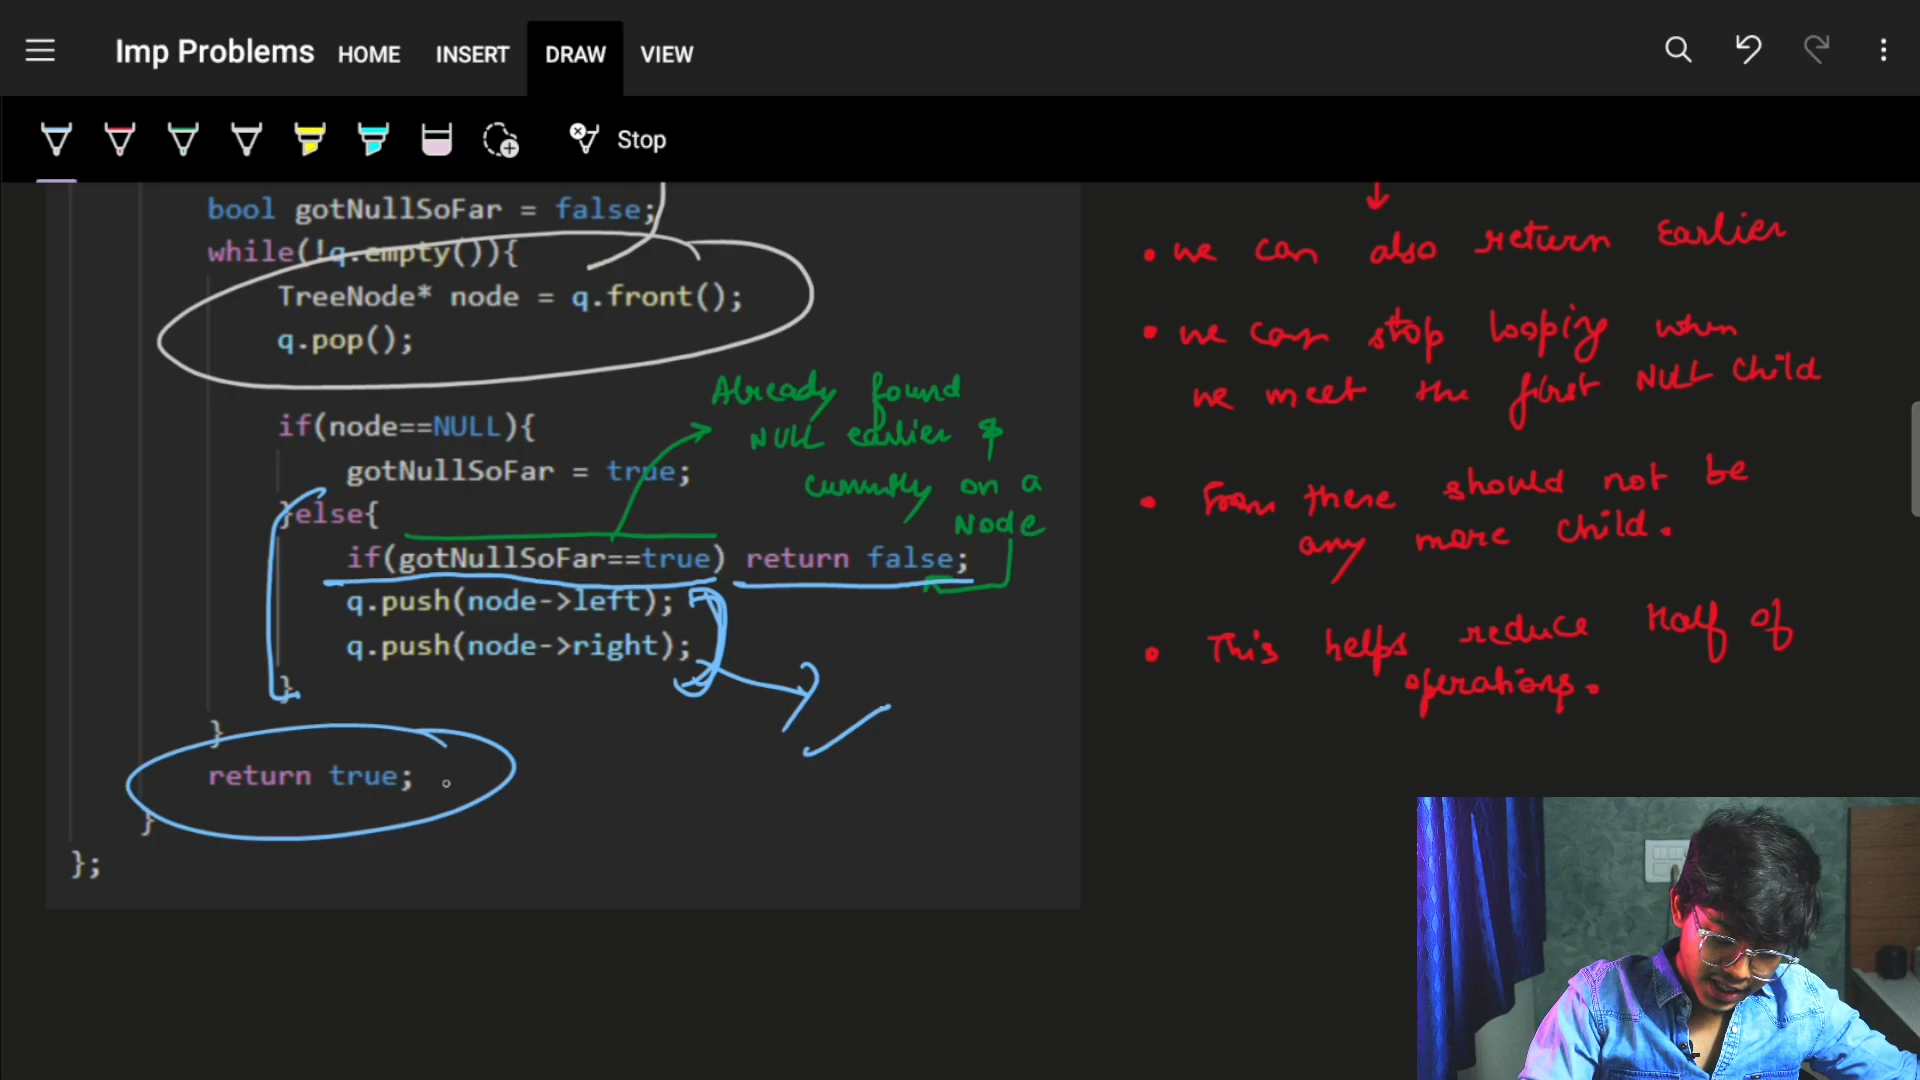 Imp Problems HOME INSERT DRAW VIEW
Stop
bool gotNullSoFar = false;
while(!q.empty()){
TreeNode* node = q.front();
q.pop();
if(node==NULL){
gotNullSoFar = true;
}else{
if(gotNullSoFar==true) return false;
q.push(node->left);
q.push(node->right);
}
}
return true;
}
};
Already found
NULL earlier &
currently on a
Node
• we can also return Earlier
• we can stop looping when
we meet the first NULL child
• From there should not be
any more child.
• This helps reduce Half of
operations.